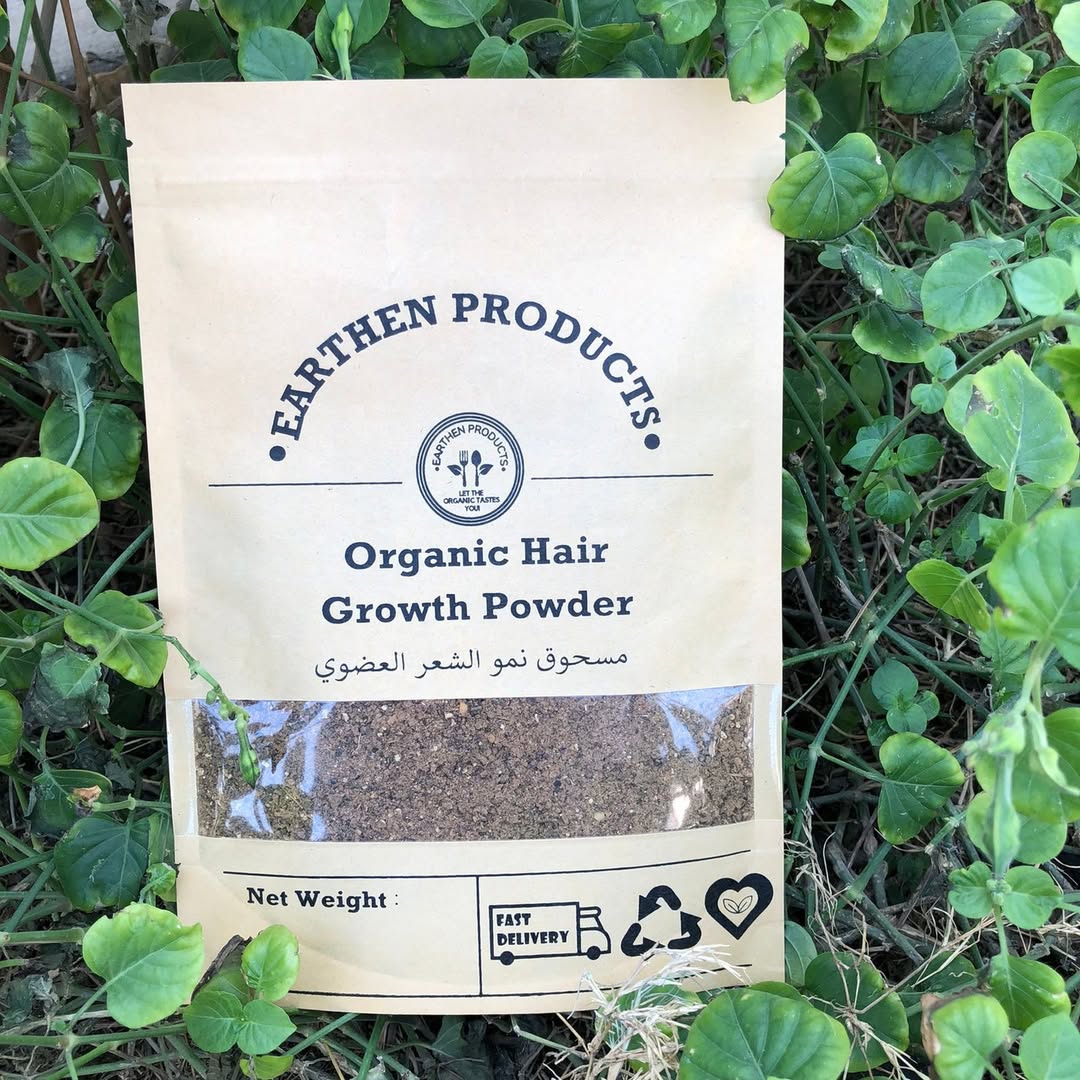 • EARTHEN PRODUCTS •
• EARTHEN PRODUCTS •
LET THE
ORGANIC TASTES
YOU!
Organic Hair
Growth Powder
مسحوق نمو الشعر العضوي
Net Weight :
FAST
DELIVERY